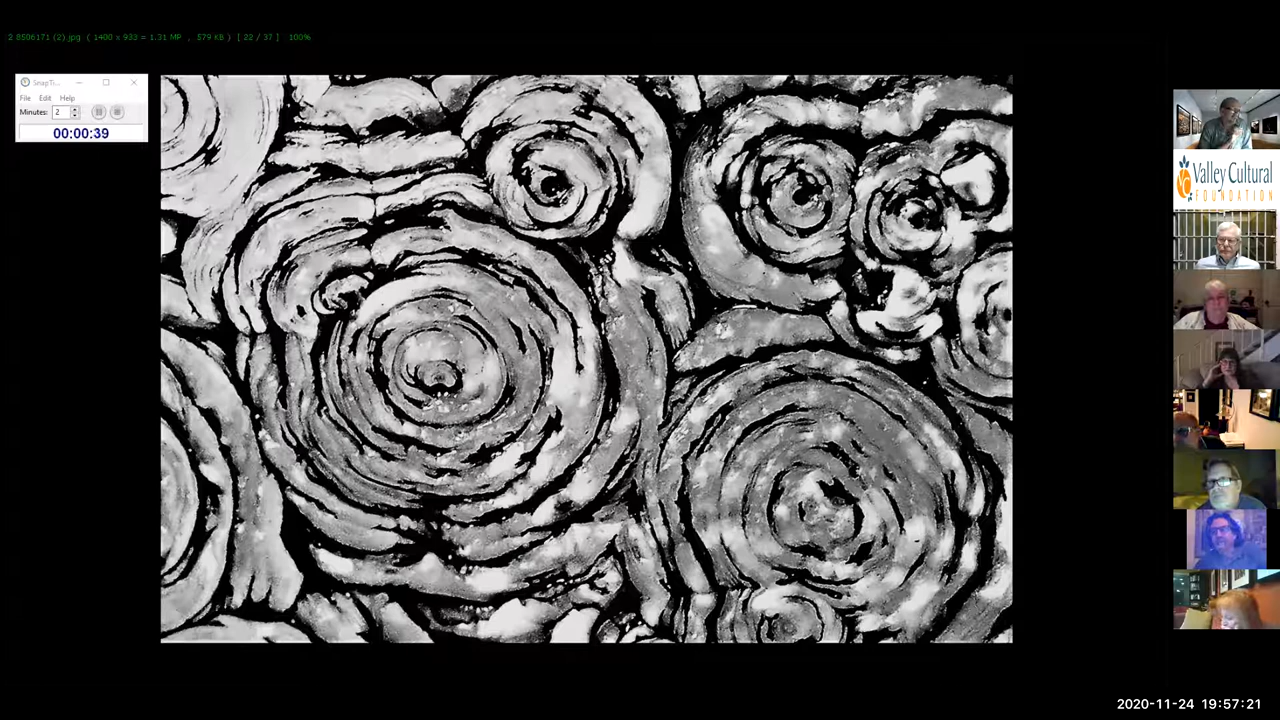 2 8506171 (2).jpg ( 1400 x 933 = 1.31 MP , 579 KB ) [ 22 / 37 ] 100%
SnapTi...
File Edit Help
Minutes: 2
00:00:39
Valley Cultural
FOUNDATION
2020-11-24 19:57:21